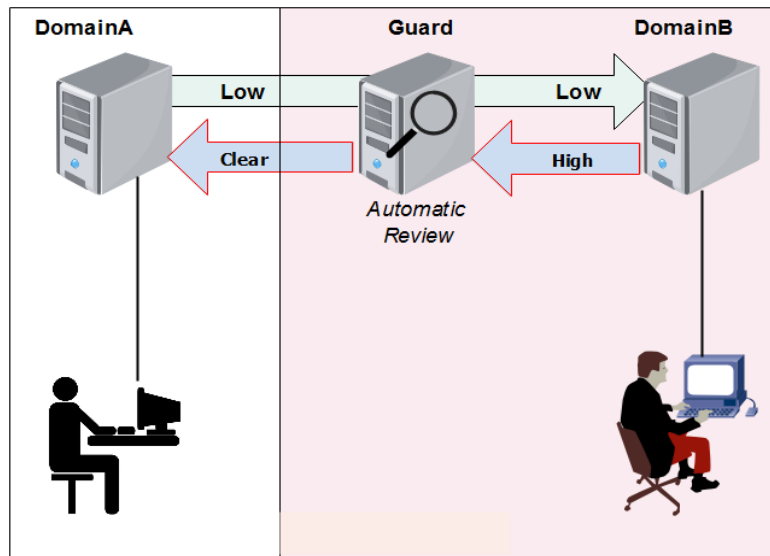 DomainA
Guard
DomainB
Low
Low
Clear
High
Automatic
Review